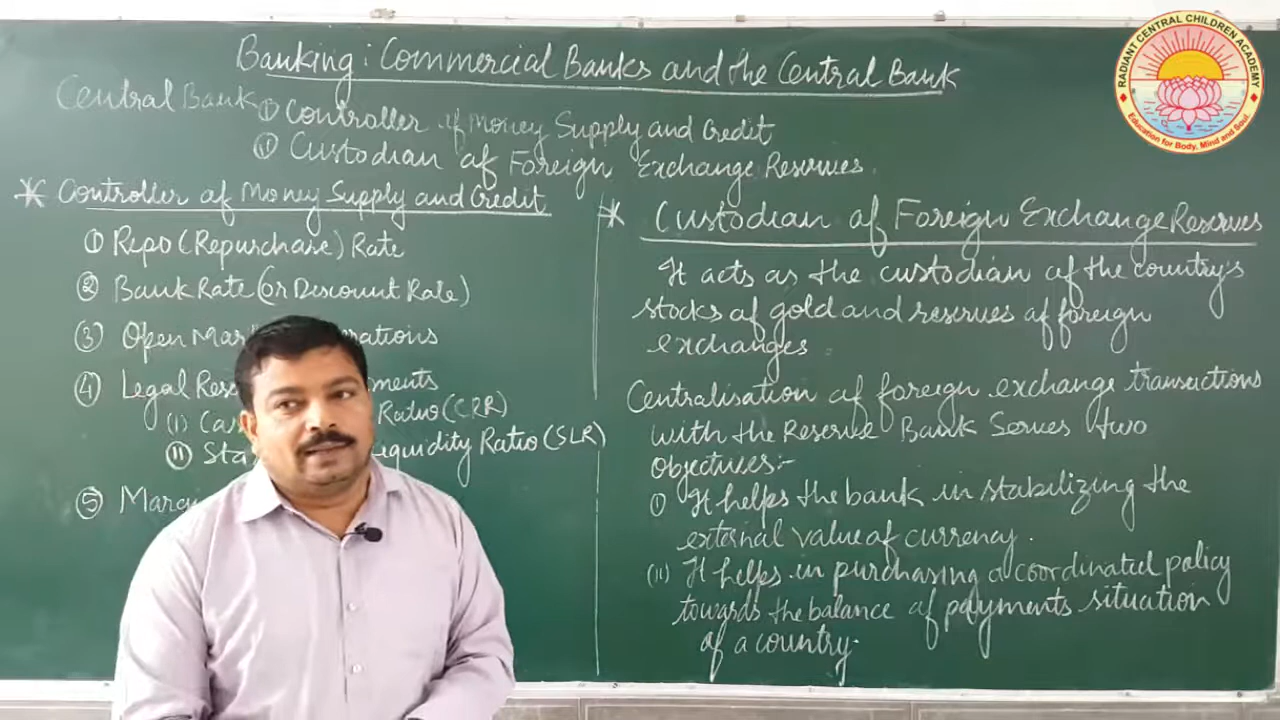 Banking: Commercial Banks and the Central Bank
Central Bank (i) Controller of Money Supply and Credit
(ii) Custodian of Foreign Exchange Reserves.
* Controller of Money Supply and Credit
① Repo (Repurchase) Rate
② Bank Rate (or Discount Rate)
③ Open
④ Legal
(i) Ratio (CRR)
(ii) Liquidity Ratio (SLR)
⑤
* Custodian of Foreign Exchange Reserves
It acts as the custodian of the country's
stocks of gold and reserves of foreign
exchanges.
Centralisation of foreign exchange transactions
with the Reserve Bank Serves two
objectives:-
(i) It helps the bank in stabilizing the
external value of currency.
(ii) It helps in purchasing a coordinated policy
towards the balance of payments situation
of a country.
RADIANT CENTRAL CHILDREN ACADEMY
Education for Body, Mind and Soul